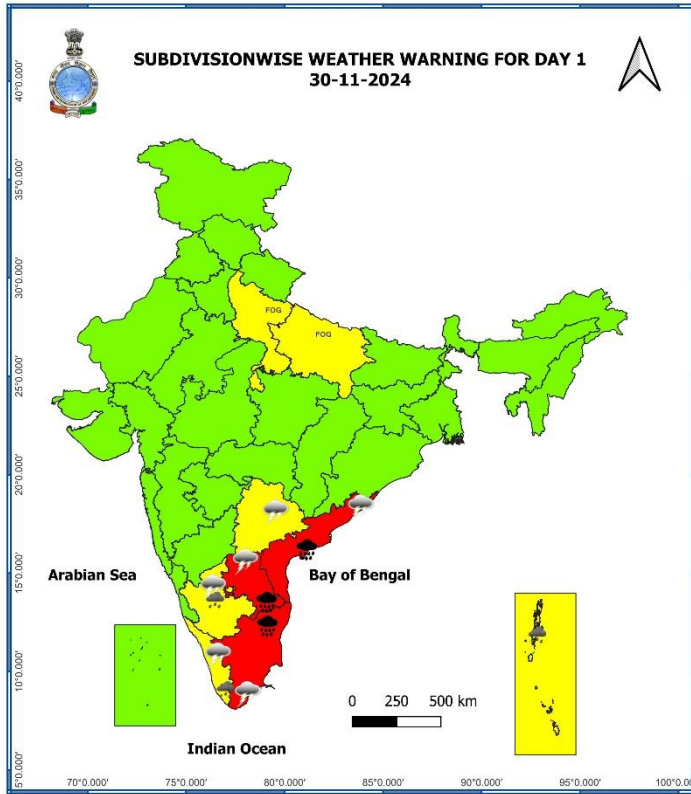 SUBDIVISIONWISE WEATHER WARNING FOR DAY 1
30-11-2024
40°0.000'
35°0.000'
30°0.000'
FOG
FOG
25°0.000'
20°0.000'
Arabian Sea
Bay of Bengal
15°0.000'
10°0.000'
0 250 500 km
Indian Ocean
5°0.000'
70°0.000' 75°0.000' 80°0.000' 85°0.000' 90°0.000' 95°0.000' 100°0.0